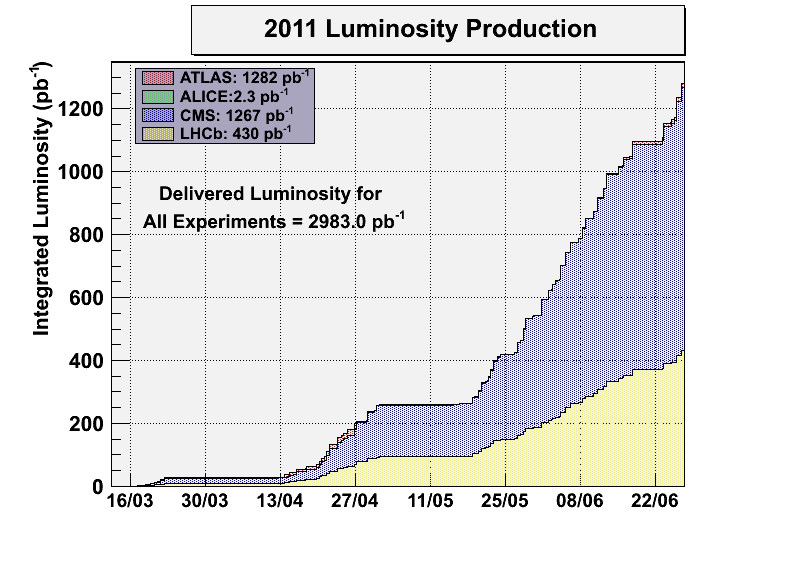 2011 Luminosity Production
Integrated Luminosity (pb⁻¹)
ATLAS: 1282 pb⁻¹
ALICE:2.3 pb⁻¹
CMS: 1267 pb⁻¹
LHCb: 430 pb⁻¹
Delivered Luminosity for
All Experiments = 2983.0 pb⁻¹
1200
1000
800
600
400
200
0
16/03 30/03 13/04 27/04 11/05 25/05 08/06 22/06